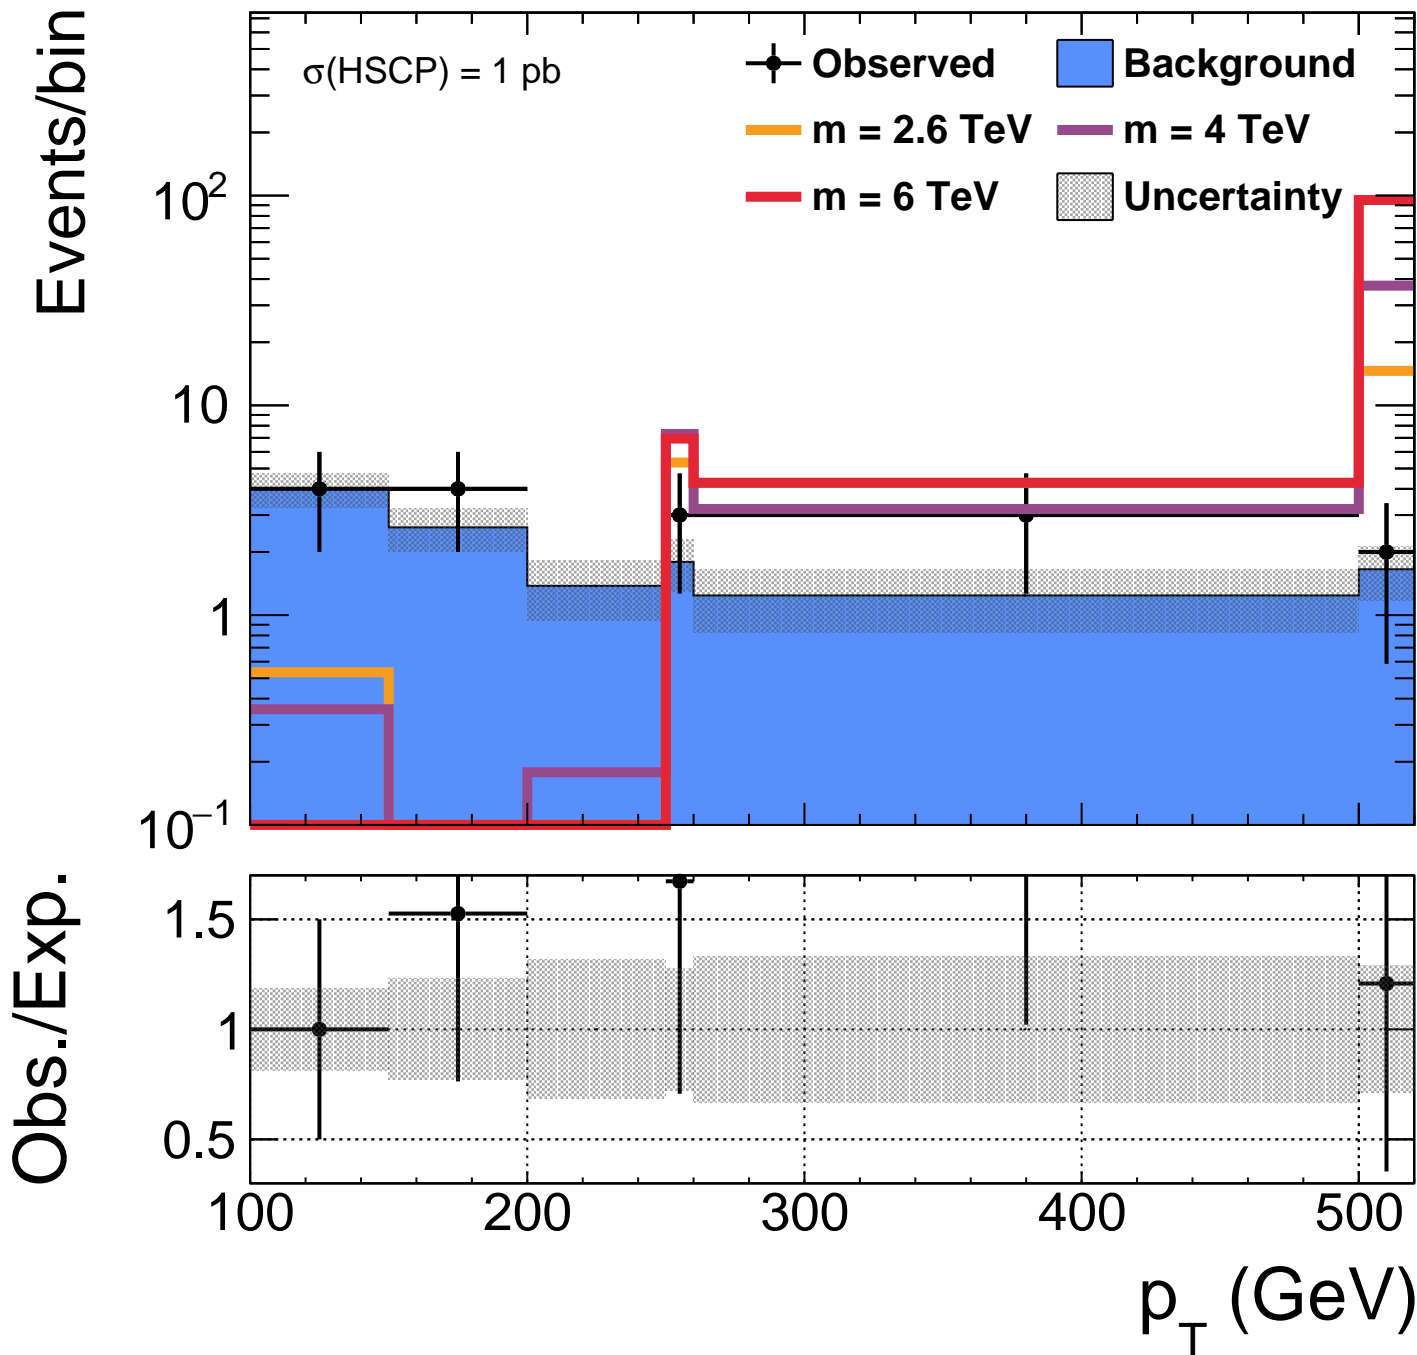 Events/bin
σ(HSCP) = 1 pb
Observed
Background
m = 2.6 TeV
m = 4 TeV
m = 6 TeV
Uncertainty
10²
10
1
10⁻¹
Obs./Exp.
1.5
1
0.5
100 200 300 400 500
p_T (GeV)